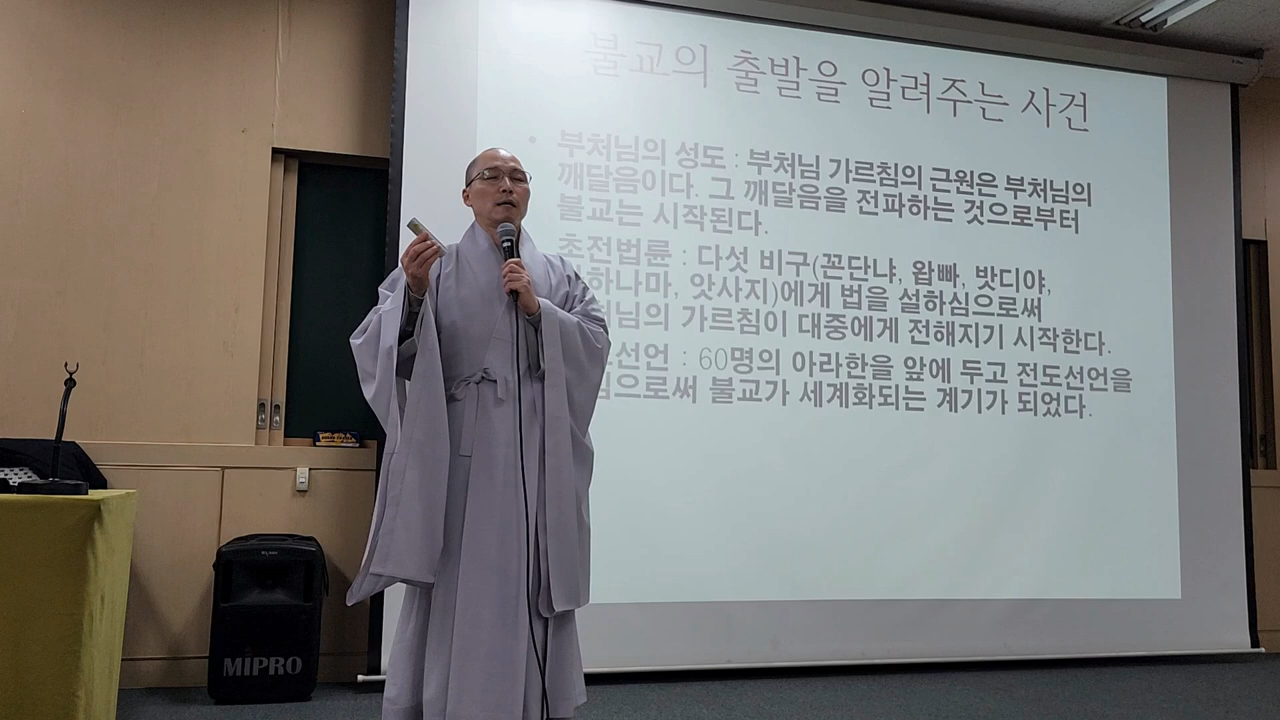 불교의 출발을 알려주는 사건
• 부처님의 성도 : 부처님 가르침의 근원은 부처님의
깨달음이다. 그 깨달음을 전파하는 것으로부터
불교는 시작된다.
초전법륜 : 다섯 비구(꼰단냐, 왑빠, 밧디야,
하나마, 앗사지)에게 법을 설하심으로써
님의 가르침이 대중에게 전해지기 시작한다.
선언 : 60명의 아라한을 앞에 두고 전도선언을
심으로써 불교가 세계화되는 계기가 되었다.
MIPRO